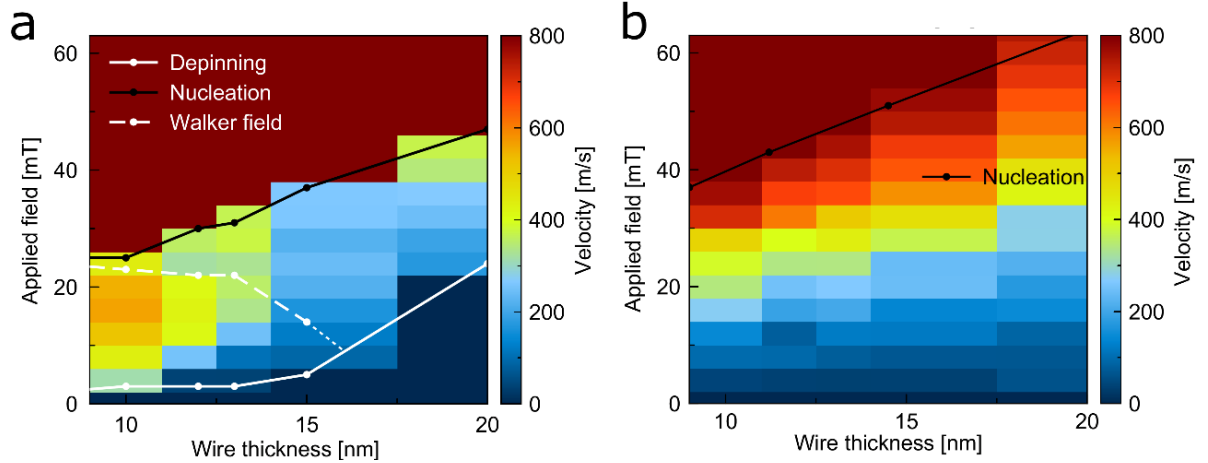 a
Depinning
Nucleation
Walker field
Applied field [mT]
60
40
20
0
10
15
20
Wire thickness [nm]
800
600
400
200
0
Velocity [m/s]
b
Nucleation
Applied field [mT]
60
40
20
0
10
15
20
Wire thickness [nm]
800
600
400
200
0
Velocity [m/s]